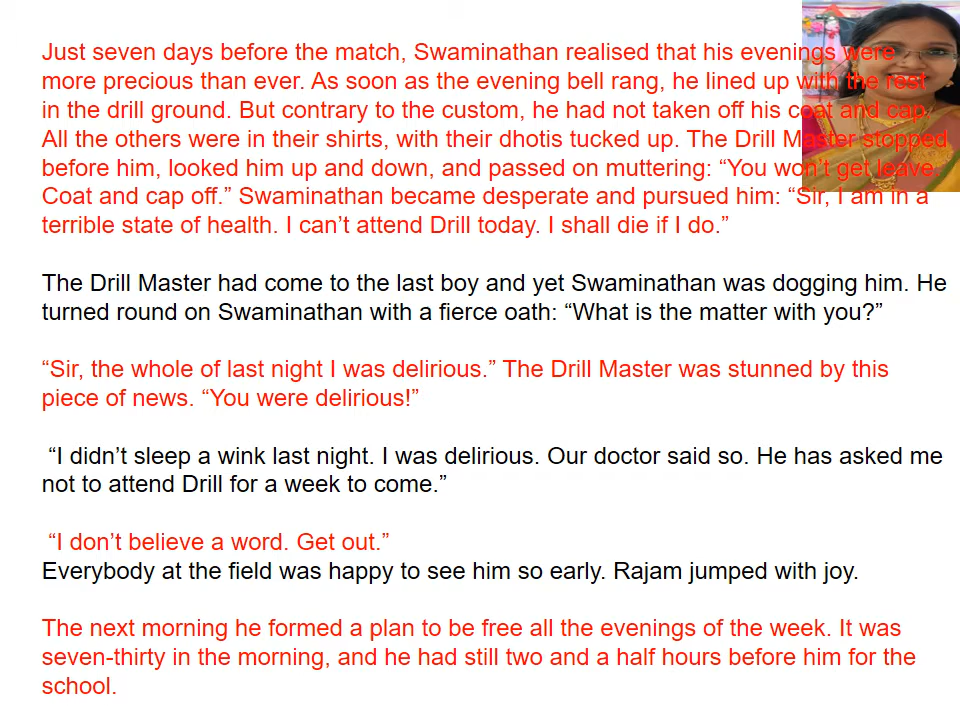 Just seven days before the match, Swaminathan realised that his evenings were
more precious than ever. As soon as the evening bell rang, he lined up with the rest
in the drill ground. But contrary to the custom, he had not taken off his coat and cap.
All the others were in their shirts, with their dhotis tucked up. The Drill Master stopped
before him, looked him up and down, and passed on muttering: “You won’t get leave.
Coat and cap off.” Swaminathan became desperate and pursued him: “Sir, I am in a
terrible state of health. I can’t attend Drill today. I shall die if I do.”
The Drill Master had come to the last boy and yet Swaminathan was dogging him. He
turned round on Swaminathan with a fierce oath: “What is the matter with you?”
“Sir, the whole of last night I was delirious.” The Drill Master was stunned by this
piece of news. “You were delirious!”
“I didn’t sleep a wink last night. I was delirious. Our doctor said so. He has asked me
not to attend Drill for a week to come.”
“I don’t believe a word. Get out.”
Everybody at the field was happy to see him so early. Rajam jumped with joy.
The next morning he formed a plan to be free all the evenings of the week. It was
seven-thirty in the morning, and he had still two and a half hours before him for the
school.